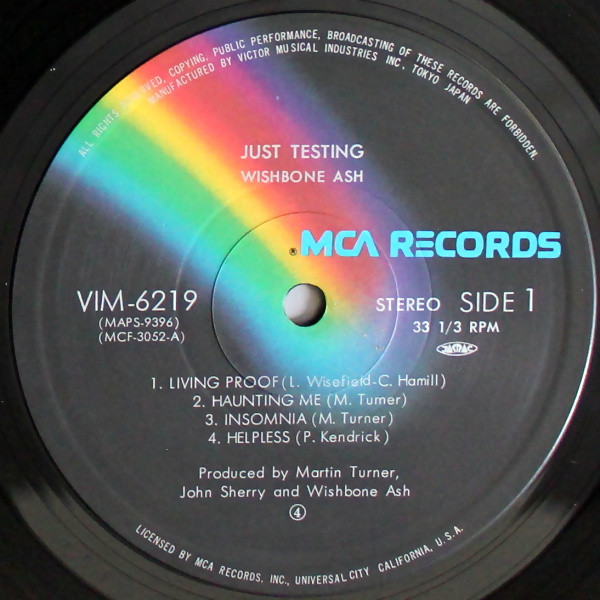 ALL RIGHTS RESERVED, COPYING, PUBLIC PERFORMANCE, BROADCASTING OF THESE RECORDS ARE FORBIDDEN.
MANUFACTURED BY VICTOR MUSICAL INDUSTRIES INC. TOKYO JAPAN
JUST TESTING
WISHBONE ASH
® MCA RECORDS
VIM-6219
(MAPS-9396)
(MCF-3052-A)
STEREO SIDE 1
33 1/3 RPM
JASRAC
1. LIVING PROOF (L. Wisefield-C. Hamill)
2. HAUNTING ME (M. Turner)
3. INSOMNIA (M. Turner)
4. HELPLESS (P. Kendrick)
Produced by Martin Turner,
John Sherry and Wishbone Ash
④
LICENSED BY MCA RECORDS, INC., UNIVERSAL CITY CALIFORNIA, U.S.A.